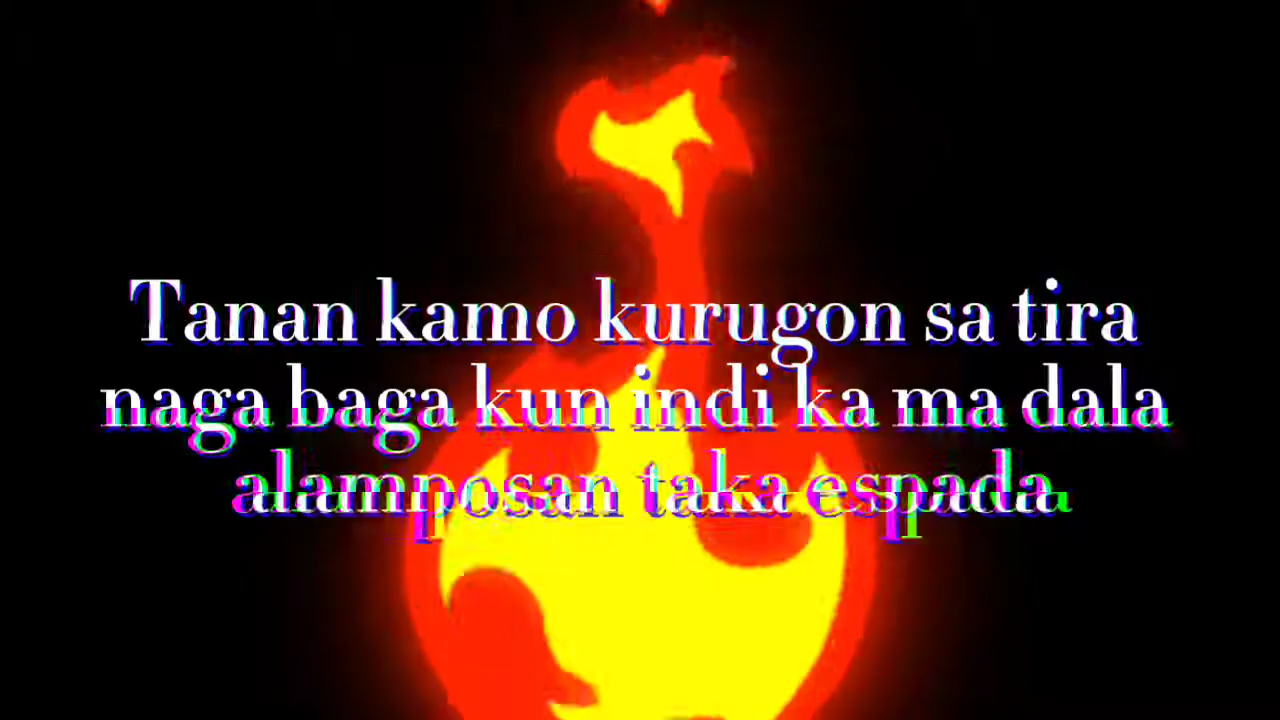 Tanan kamo kurugon sa tira
naga baga kun indi ka ma dala
alamposan taka espada